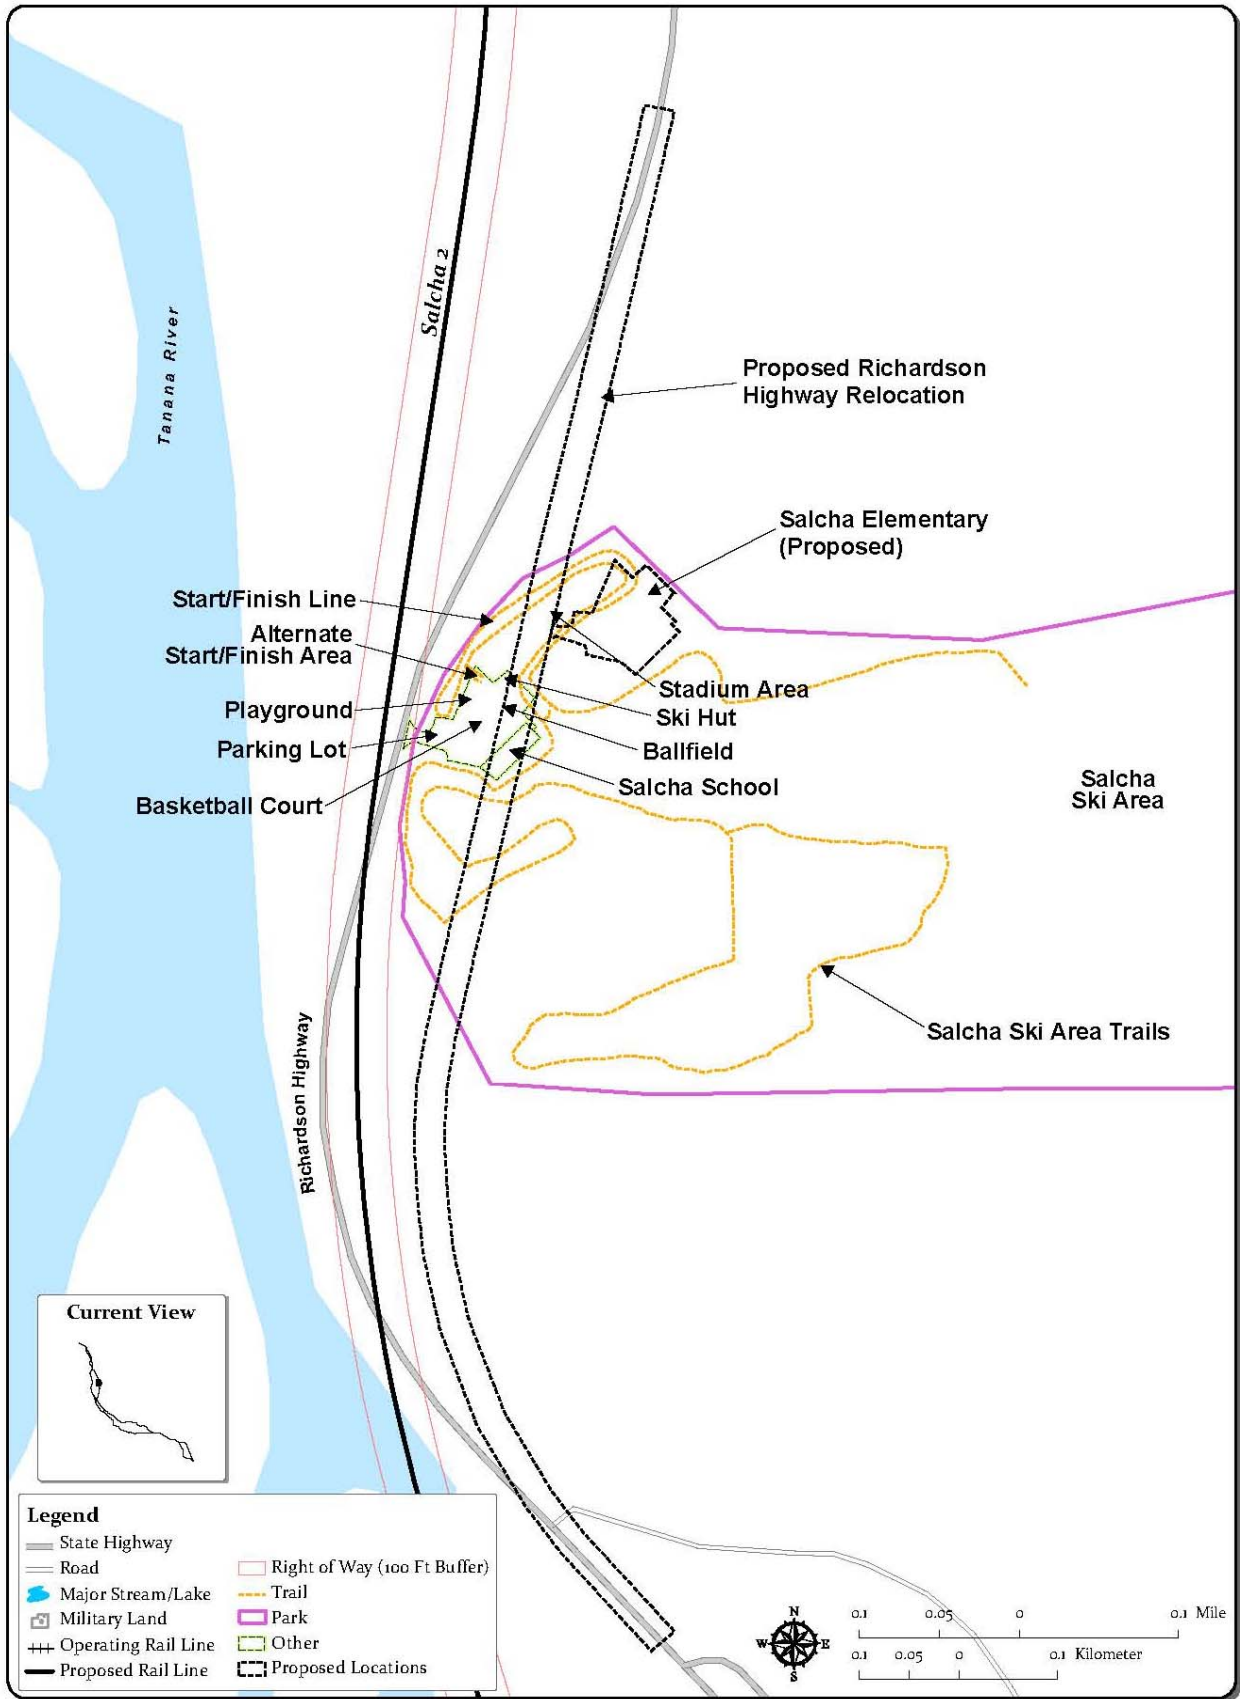 Salcha 2
Tanana River
Proposed Richardson
Highway Relocation
Salcha Elementary
(Proposed)
Start/Finish Line
Alternate
Start/Finish Area
Playground
Parking Lot
Basketball Court
Stadium Area
Ski Hut
Ballfield
Salcha School
Salcha
Ski Area
Salcha Ski Area Trails
Richardson Highway
Current View
Legend
State Highway
Road
Major Stream/Lake
Military Land
Operating Rail Line
Proposed Rail Line
Right of Way (100 Ft Buffer)
Trail
Park
Other
Proposed Locations
N
W E
S
0.1 0.05 0 0.1 Mile
0.1 0.05 0 0.1 Kilometer